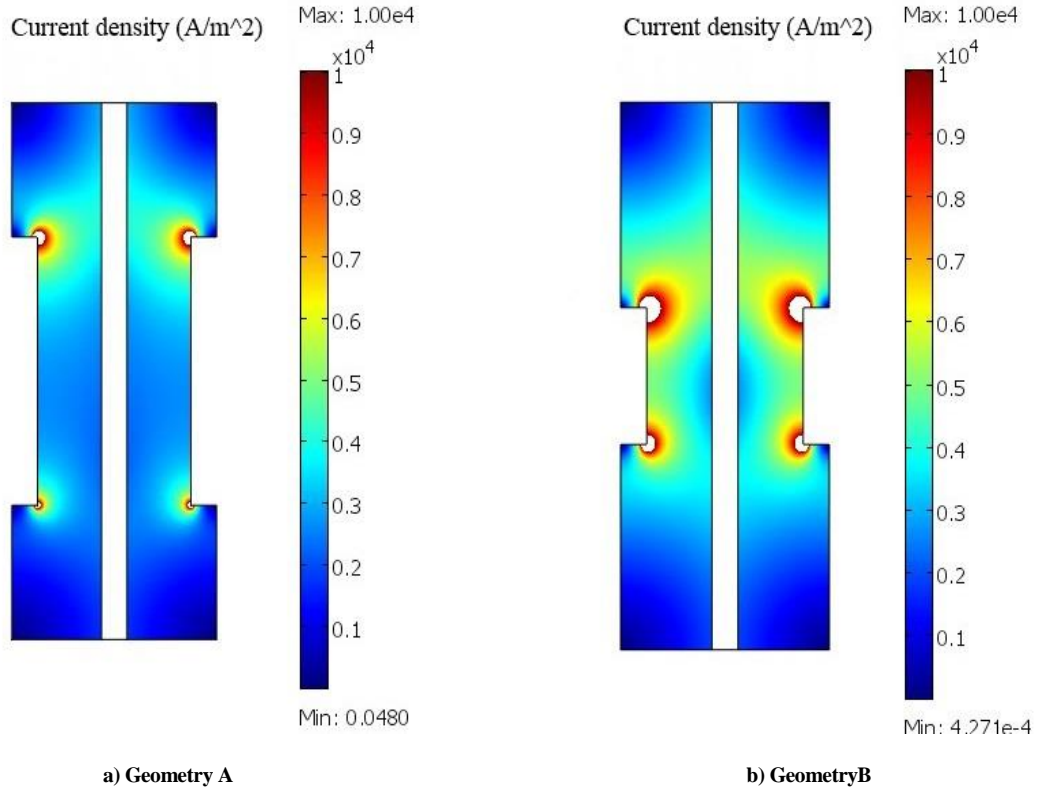 Max: 1.00e4
Current density (A/m^2)
x10^4
1
0.9
0.8
0.7
0.6
0.5
0.4
0.3
0.2
0.1
Min: 0.0480
a) Geometry A
Max: 1.00e4
Current density (A/m^2)
x10^4
1
0.9
0.8
0.7
0.6
0.5
0.4
0.3
0.2
0.1
Min: 4.271e-4
b) GeometryB